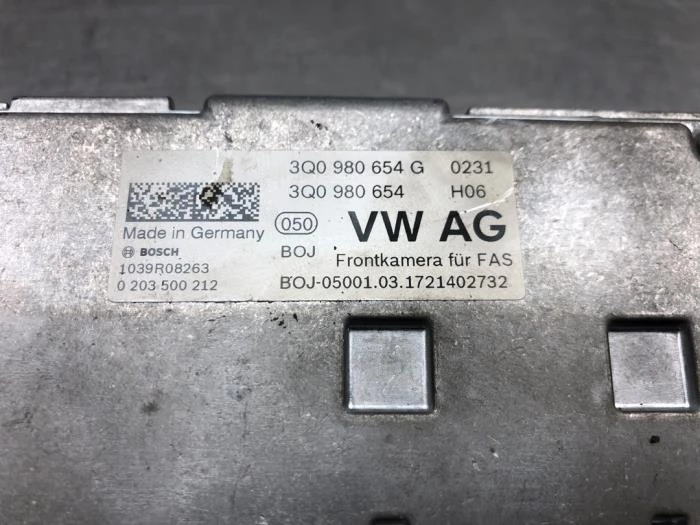 3Q0 980 654 G 0231
3Q0 980 654 H06
Made in Germany 050 VW AG
BOSCH BOJ Frontkamera für FAS
1039R08263
0 203 500 212 BOJ-05001.03.1721402732